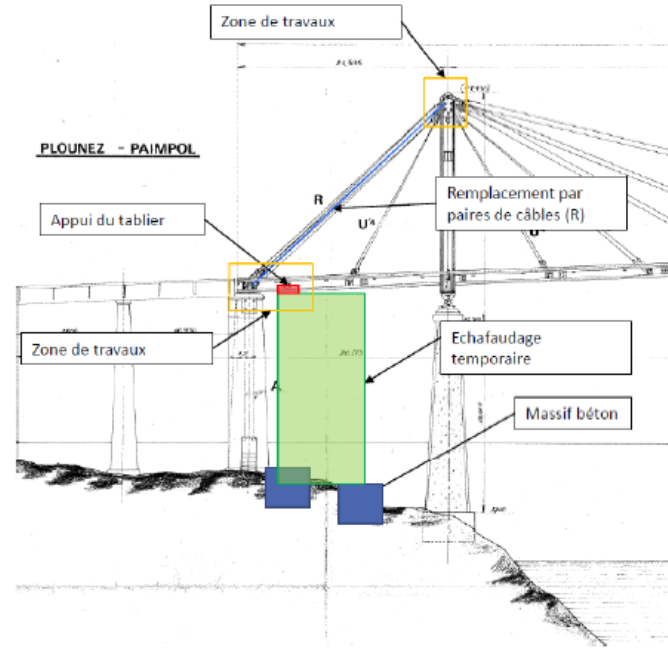 Zone de travaux
PLOUNEZ - PAIMPOL
R
Remplacement par
paires de câbles (R)
Appui du tablier
U'⁴
Zone de travaux
Echafaudage
temporaire
A
Massif béton